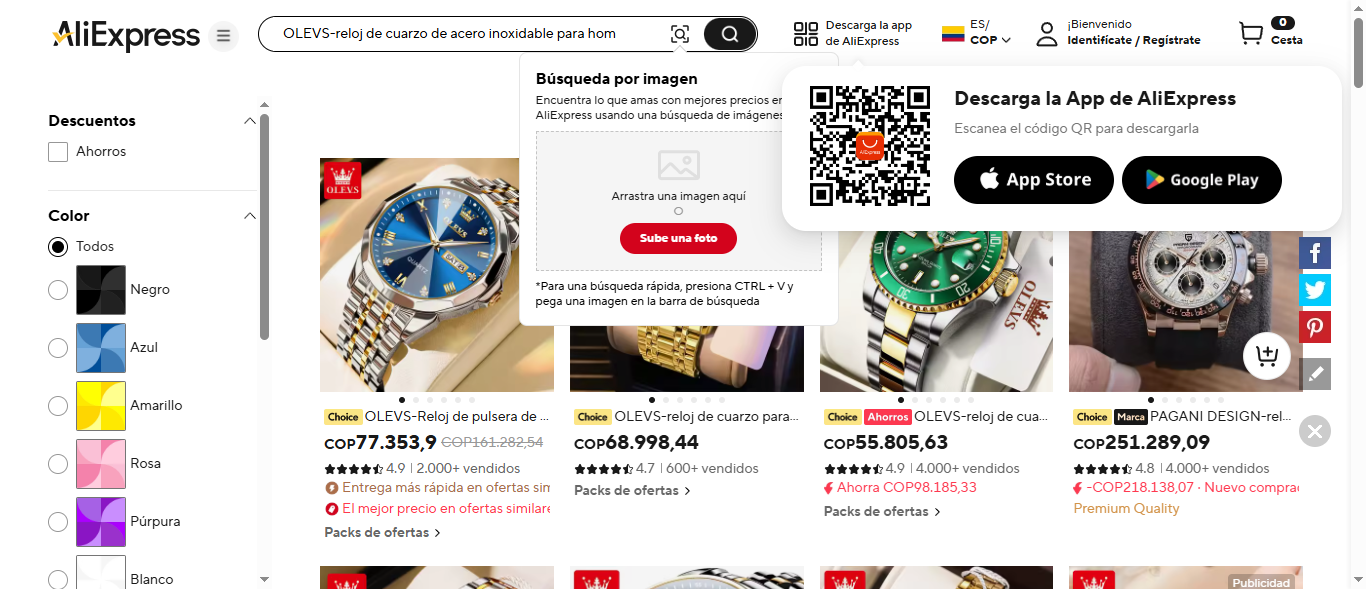 AliExpress
OLEVS-reloj de cuarzo de acero inoxidable para hom
Descarga la app
de AliExpress
ES/
COP
¡Bienvenido
Identifícate / Regístrate
0
Cesta
Búsqueda por imagen
Encuentra lo que amas con mejores precios en
AliExpress usando una búsqueda de imágenes
Arrastra una imagen aquí
O
Sube una foto
*Para una búsqueda rápida, presiona CTRL + V y
pega una imagen en la barra de búsqueda
Descarga la App de AliExpress
Escanea el código QR para descargarla
AliExpress
App Store
Google Play
Descuentos
Ahorros
Color
Todos
Negro
Azul
Amarillo
Rosa
Púrpura
Blanco
OLEVS
OLEVS
QUARTZ
OLEVS
Choice OLEVS-Reloj de pulsera de ...
COP77.353,9 COP161.282,54
4.9 | 2.000+ vendidos
Entrega más rápida en ofertas sim
El mejor precio en ofertas similare
Packs de ofertas >
Choice OLEVS-reloj de cuarzo para...
COP68.998,44
4.7 | 600+ vendidos
Packs de ofertas >
Choice Ahorros OLEVS-reloj de cua...
COP55.805,63
4.9 | 4.000+ vendidos
Ahorra COP98.185,33
Packs de ofertas >
Choice Marca PAGANI DESIGN-rel...
COP251.289,09
4.8 | 4.000+ vendidos
-COP218.138,07 · Nuevo comprad
Premium Quality
Publicidad